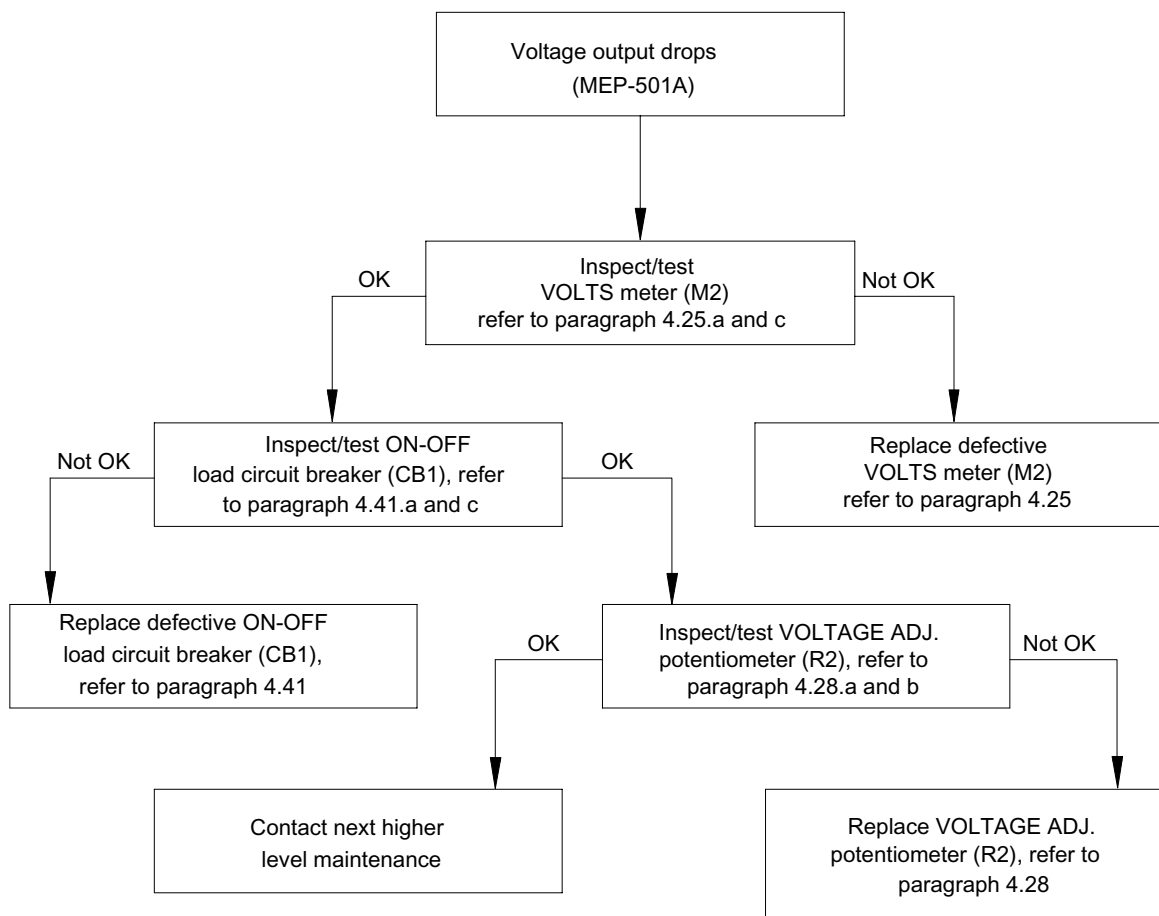 Voltage output drops
(MEP-501A)
OK
Inspect/test
VOLTS meter (M2)
refer to paragraph 4.25.a and c
Not OK
Not OK
Inspect/test ON-OFF
load circuit breaker (CB1), refer
to paragraph 4.41.a and c
OK
Replace defective
VOLTS meter (M2)
refer to paragraph 4.25
Replace defective ON-OFF
load circuit breaker (CB1),
refer to paragraph 4.41
OK
Inspect/test VOLTAGE ADJ.
potentiometer (R2), refer to
paragraph 4.28.a and b
Not OK
Contact next higher
level maintenance
Replace VOLTAGE ADJ.
potentiometer (R2), refer to
paragraph 4.28